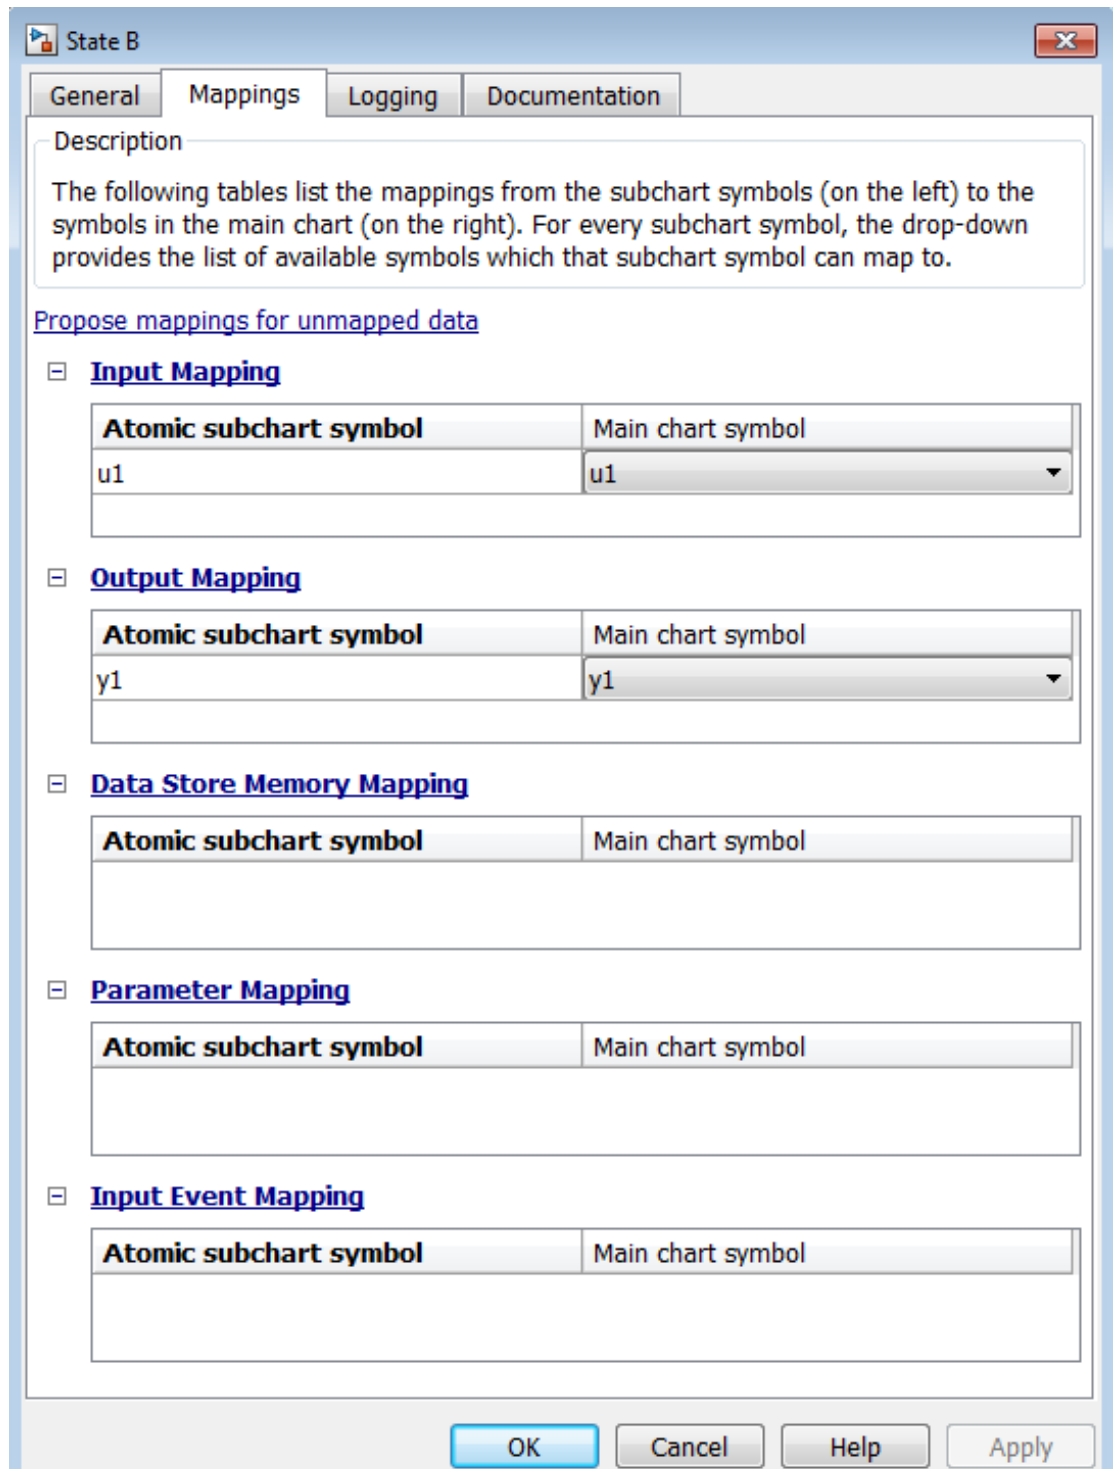 State B
General Mappings Logging Documentation
Description
The following tables list the mappings from the subchart symbols (on the left) to the
symbols in the main chart (on the right). For every subchart symbol, the drop-down
provides the list of available symbols which that subchart symbol can map to.
Propose mappings for unmapped data
Input Mapping
Atomic subchart symbol Main chart symbol
u1 u1
Output Mapping
Atomic subchart symbol Main chart symbol
y1 y1
Data Store Memory Mapping
Atomic subchart symbol Main chart symbol
Parameter Mapping
Atomic subchart symbol Main chart symbol
Input Event Mapping
Atomic subchart symbol Main chart symbol
OK Cancel Help Apply